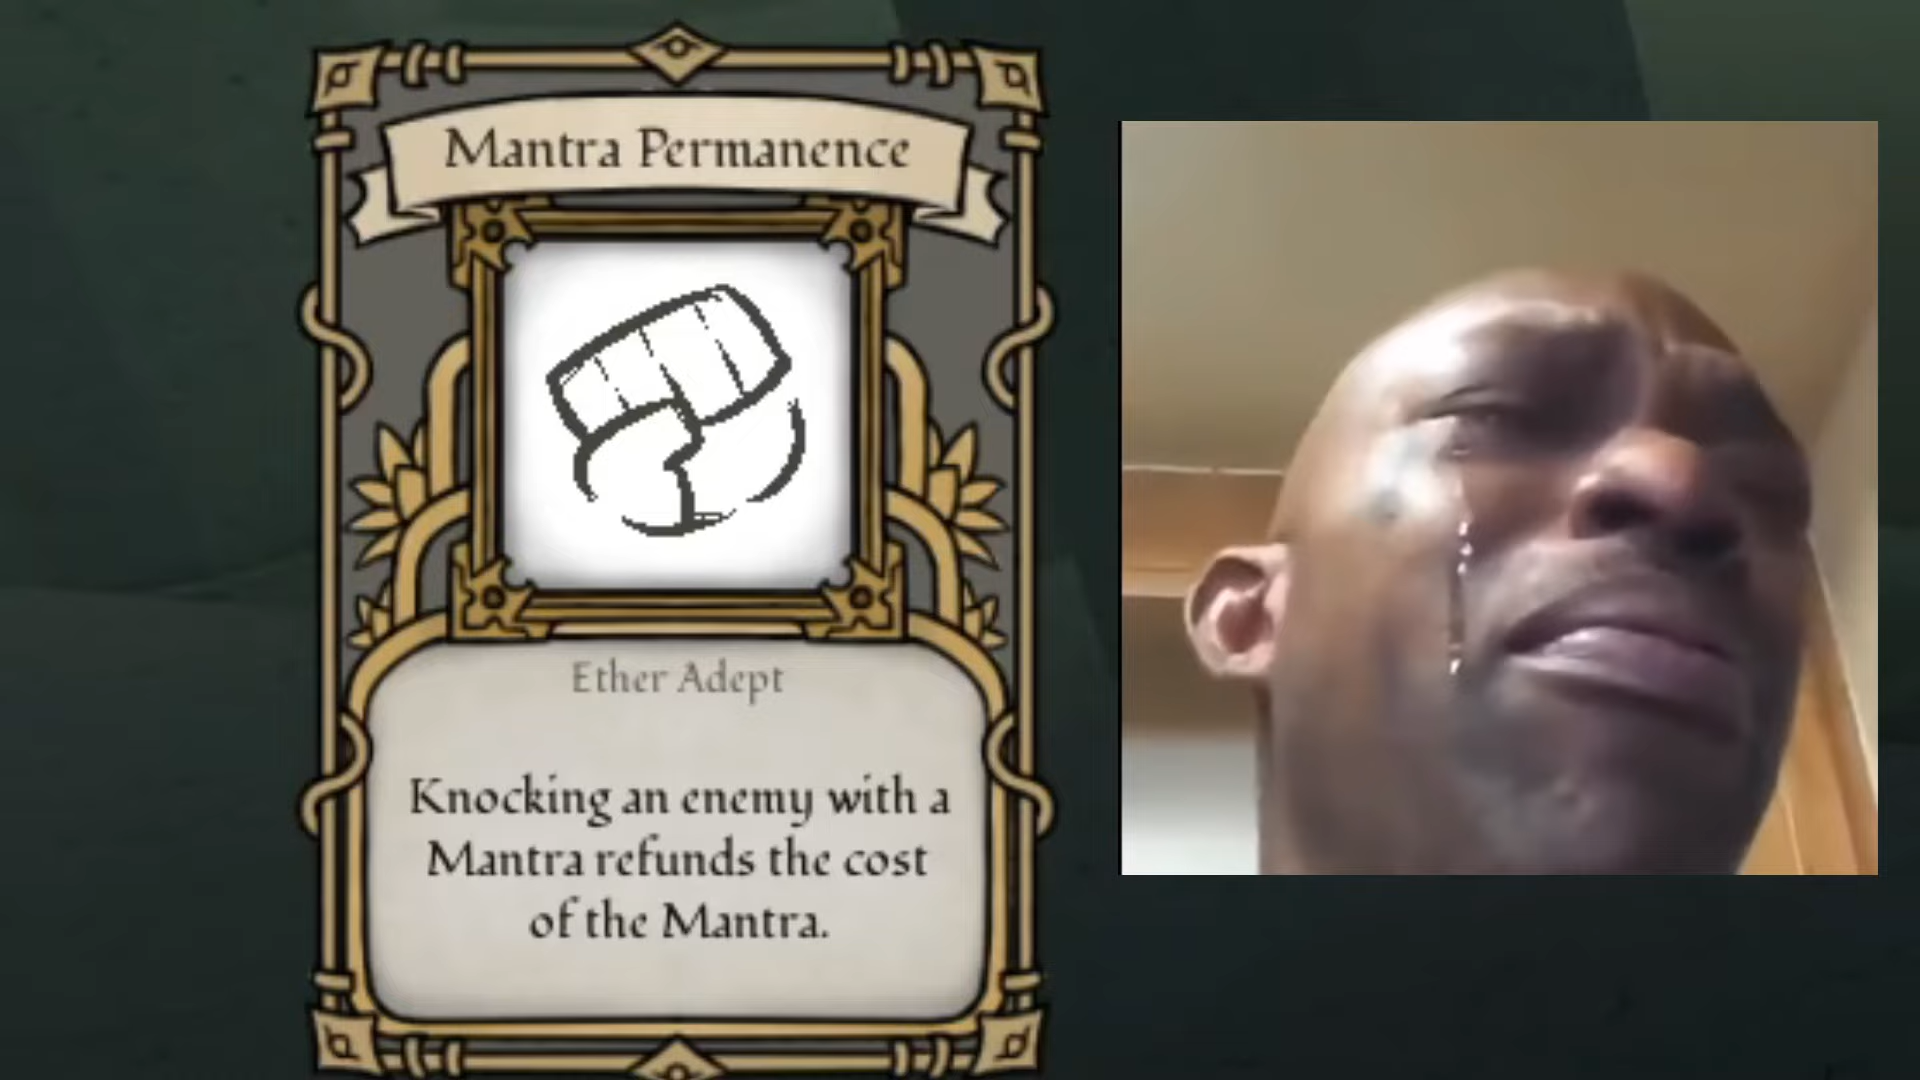 Mantra Permanence
Ether Adept
Knocking an enemy with a
Mantra refunds the cost
of the Mantra.